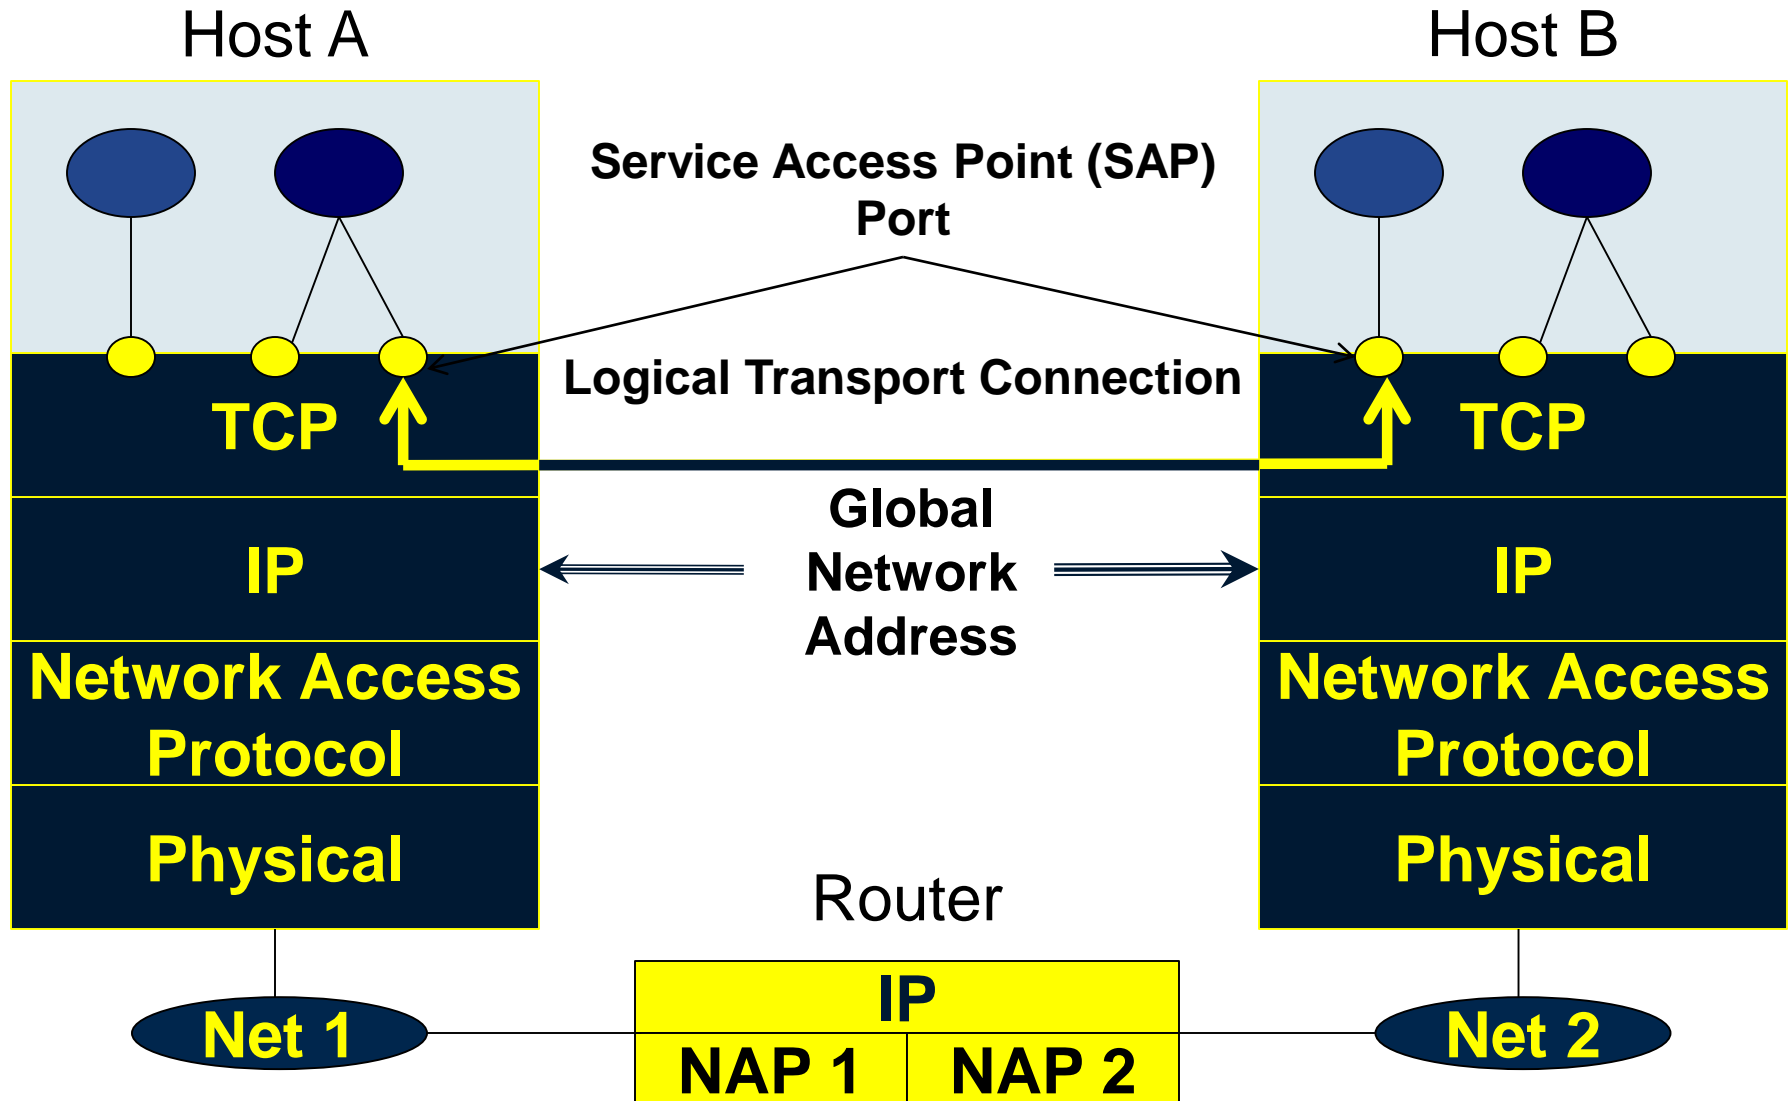 Host A
Host B
Service Access Point (SAP)
Port
Logical Transport Connection
TCP
TCP
Global
Network
Address
IP
IP
Network Access
Protocol
Network Access
Protocol
Physical
Physical
Router
IP
Net 1
Net 2
NAP 1
NAP 2